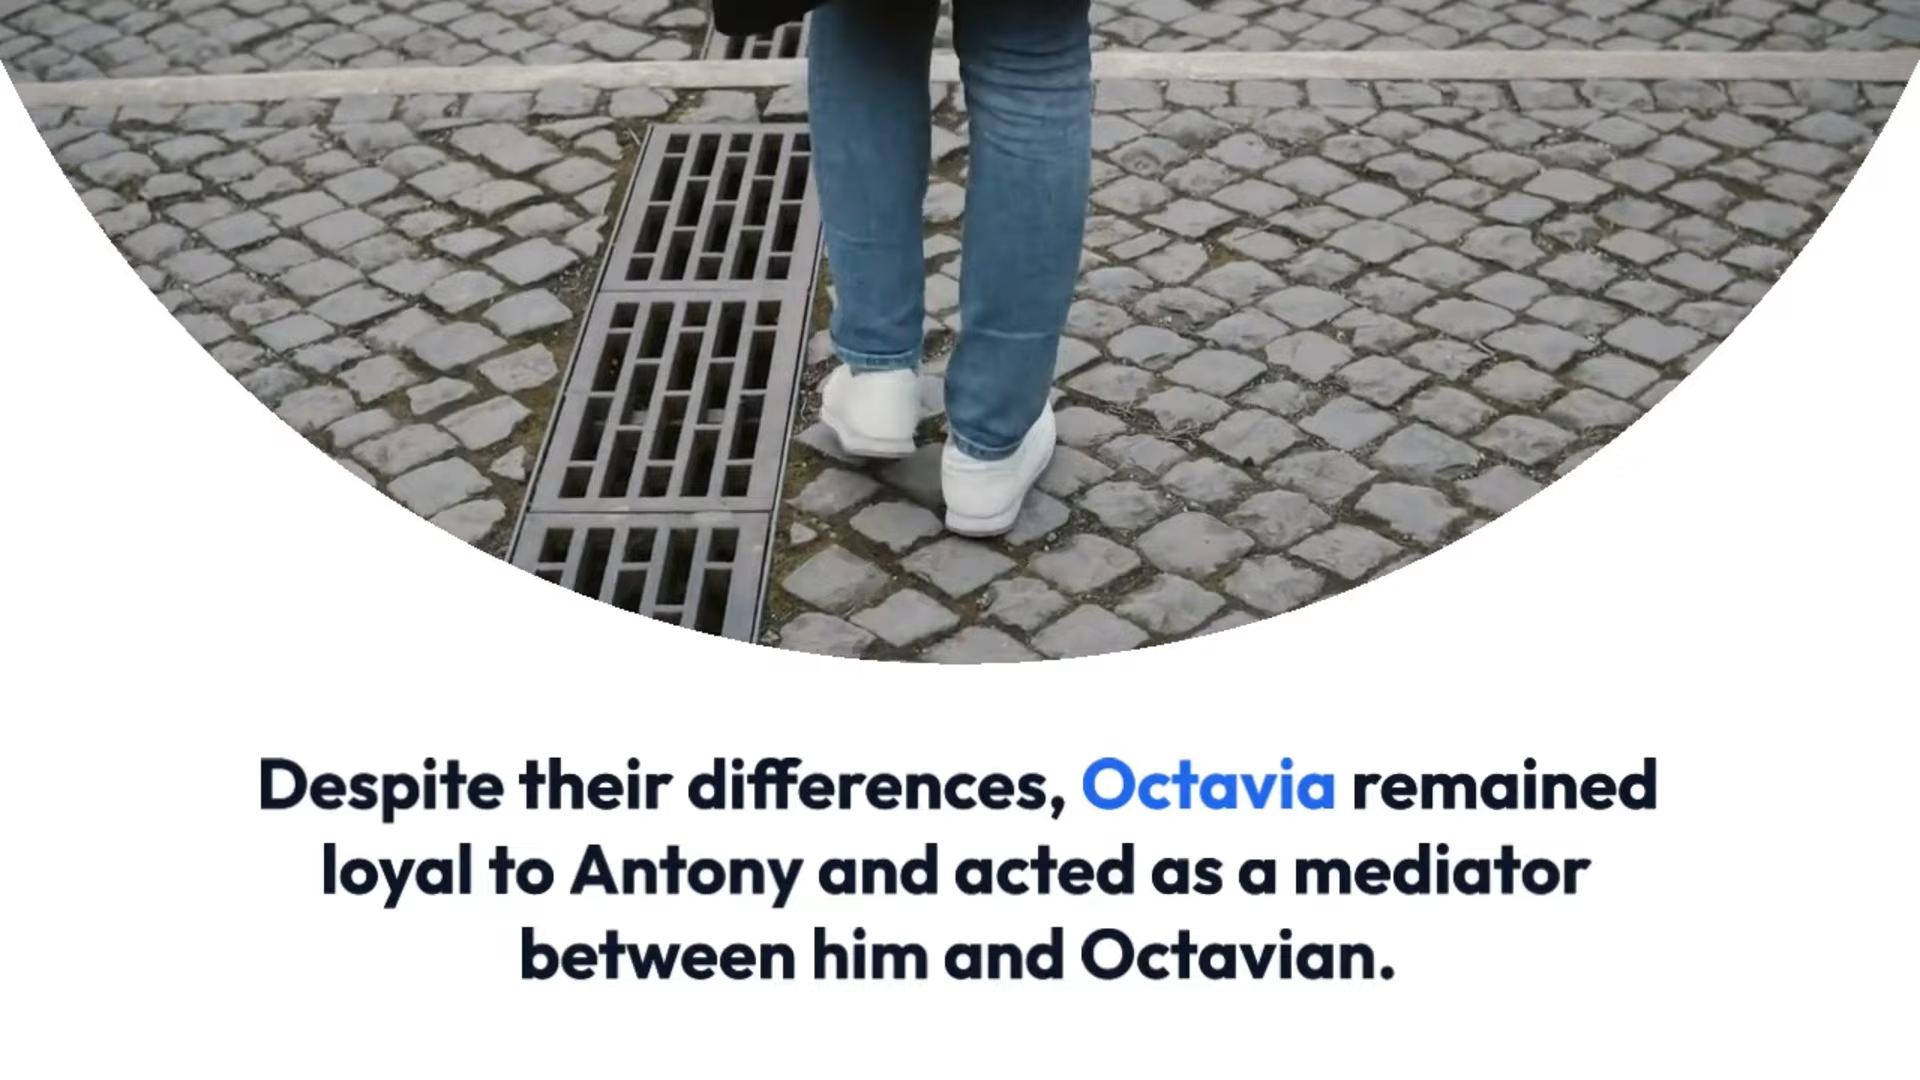 Despite their differences, Octavia remained
loyal to Antony and acted as a mediator
between him and Octavian.